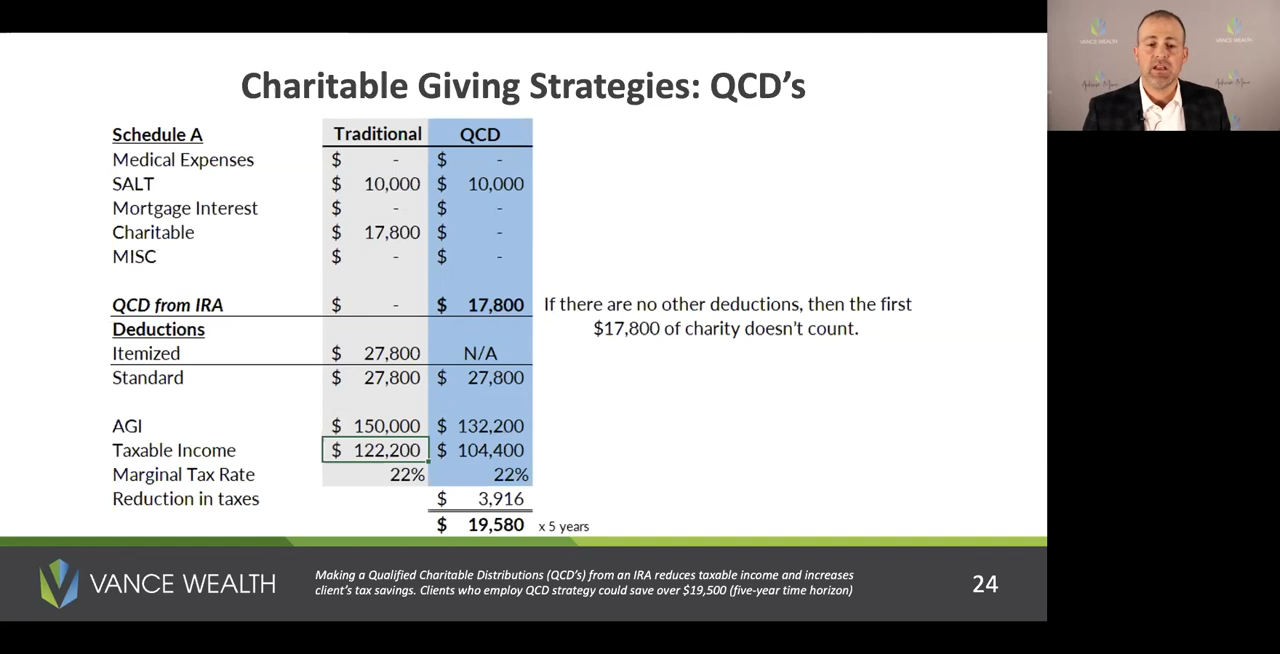 Charitable Giving Strategies: QCD’s
Schedule A Traditional QCD
Medical Expenses $ - $ -
SALT $ 10,000 $ 10,000
Mortgage Interest $ - $ -
Charitable $ 17,800 $ -
MISC $ - $ -
QCD from IRA $ - $ 17,800 If there are no other deductions, then the first
$17,800 of charity doesn’t count.
Deductions
Itemized $ 27,800 N/A
Standard $ 27,800 $ 27,800
AGI $ 150,000 $ 132,200
Taxable Income $ 122,200 $ 104,400
Marginal Tax Rate 22% 22%
Reduction in taxes $ 3,916
$ 19,580 x 5 years
VANCE WEALTH
Making a Qualified Charitable Distributions (QCD’s) from an IRA reduces taxable income and increases
client’s tax savings. Clients who employ QCD strategy could save over $19,500 (five-year time horizon)
24
VANCE WEALTH
VANCE WEALTH